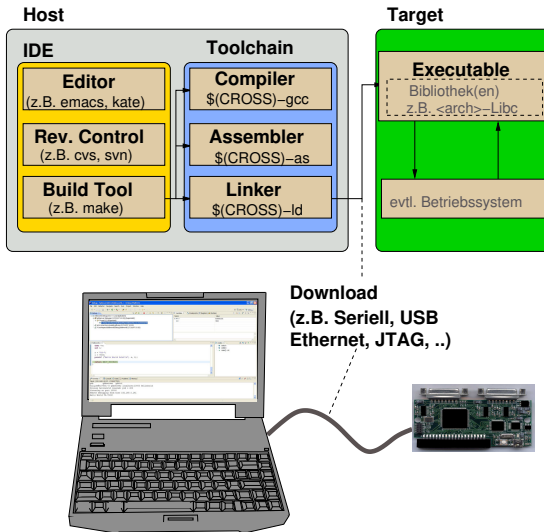 Host
Target
IDE
Toolchain
Editor
(z.B. emacs, kate)
Rev. Control
(z.B. cvs, svn)
Build Tool
(z.B. make)
Compiler
$(CROSS)−gcc
Assembler
$(CROSS)−as
Linker
$(CROSS)−ld
Executable
Bibliothek(en)
z.B. <arch>−Libc
evtl. Betriebssystem
Download
(z.B. Seriell, USB
Ethernet, JTAG, ..)